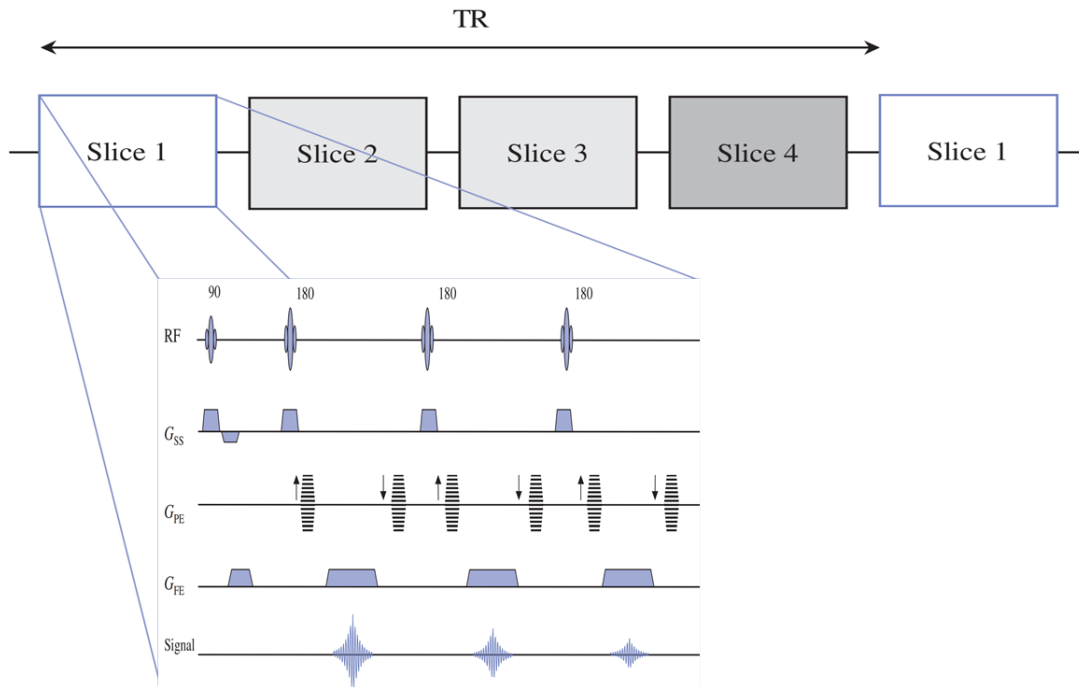 TR
Slice 1 Slice 2 Slice 3 Slice 4 Slice 1
90 180 180 180
RF
GSS
GPE
GFE
Signal